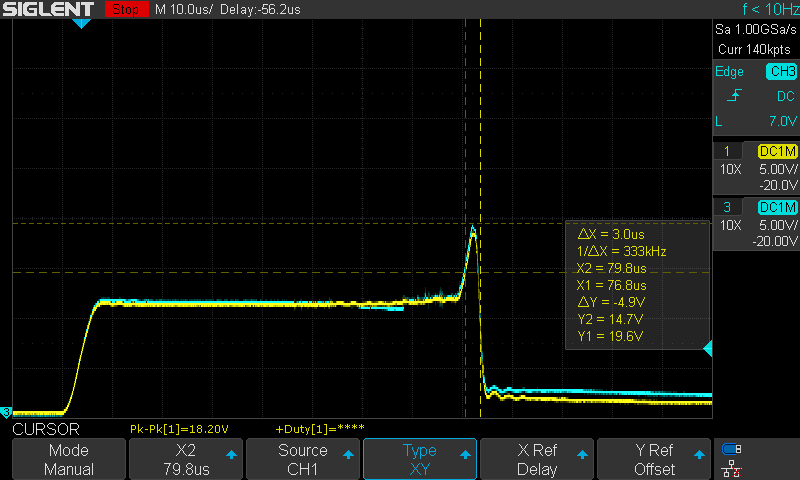 SIGLENT Stop M 10.0us/ Delay:-56.2us f < 10Hz
Sa 1.00GSa/s
Curr 140kpts
Edge CH3
DC
L 7.0V
1 DC1M
10X 5.00V/
-20.0V
3 DC1M
10X 5.00V/
-20.00V
ΔX = 3.0us
1/ΔX = 333kHz
X2 = 79.8us
X1 = 76.8us
ΔY = -4.9V
Y2 = 14.7V
Y1 = 19.6V
3
CURSOR Pk-Pk[1]=18.20V +Duty[1]=****
Mode X2 Source Type X Ref Y Ref
Manual 79.8us CH1 XY Delay Offset